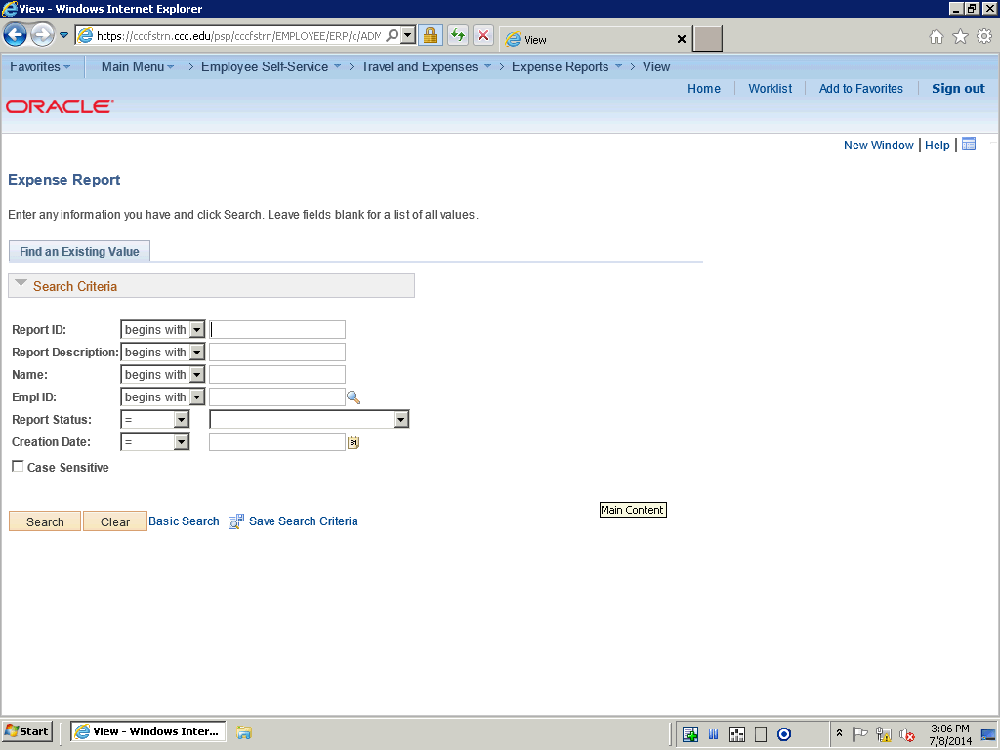 View - Windows Internet Explorer
https://cccfstrn.ccc.edu/psp/cccfstrn/EMPLOYEE/ERP/c/ADM
View
Favorites Main Menu > Employee Self-Service > Travel and Expenses > Expense Reports > View
Home Worklist Add to Favorites Sign out
ORACLE
New Window | Help |
Expense Report
Enter any information you have and click Search. Leave fields blank for a list of all values.
Find an Existing Value
Search Criteria
Report ID: begins with
Report Description: begins with
Name: begins with
Empl ID: begins with
Report Status: =
Creation Date: = 31
Case Sensitive
Main Content
Search Clear Basic Search Save Search Criteria
Start View - Windows Inter... 3:06 PM
7/8/2014